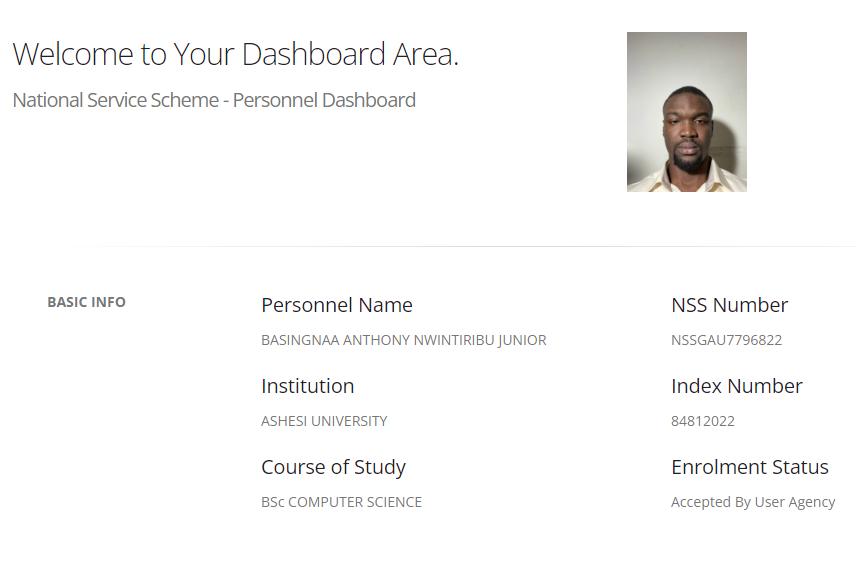 Welcome to Your Dashboard Area.
National Service Scheme - Personnel Dashboard
BASIC INFO
Personnel Name
BASINGNAA ANTHONY NWINTIRIBU JUNIOR
NSS Number
NSSGAU7796822
Institution
ASHESI UNIVERSITY
Index Number
84812022
Course of Study
BSc COMPUTER SCIENCE
Enrolment Status
Accepted By User Agency